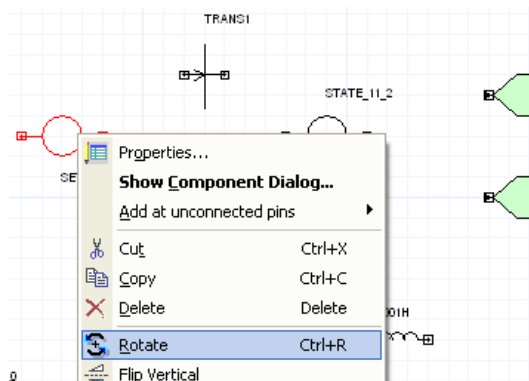 TRANS1
STATE_11_2
SE
Properties...
Show Component Dialog...
Add at unconnected pins
Cut Ctrl+X
Copy Ctrl+C
Delete Delete
Rotate Ctrl+R
Flip Vertical